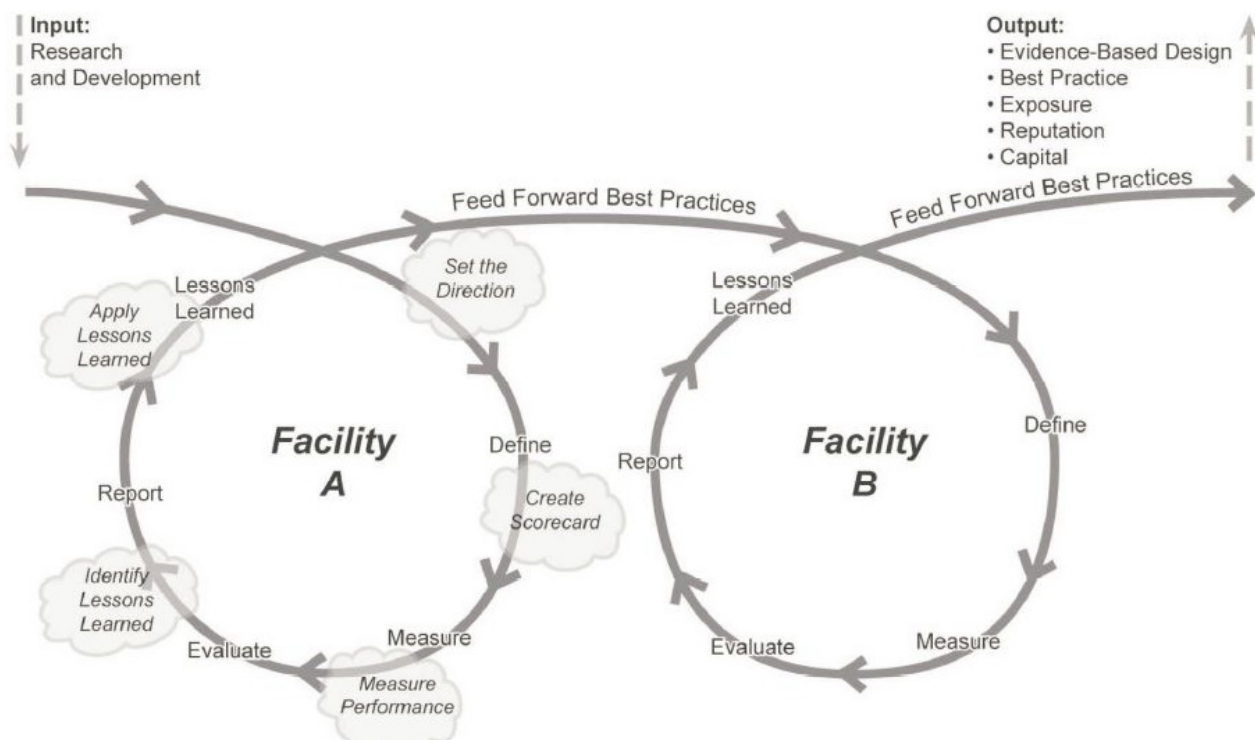 Input:
Research
and Development
Output:
• Evidence-Based Design
• Best Practice
• Exposure
• Reputation
• Capital
Feed Forward Best Practices
Feed Forward Best Practices
Set the
Direction
Lessons
Learned
Apply
Lessons
Learned
Facility
A
Define
Create
Scorecard
Report
Identify
Lessons
Learned
Evaluate
Measure
Measure
Performance
Lessons
Learned
Facility
B
Define
Report
Evaluate
Measure